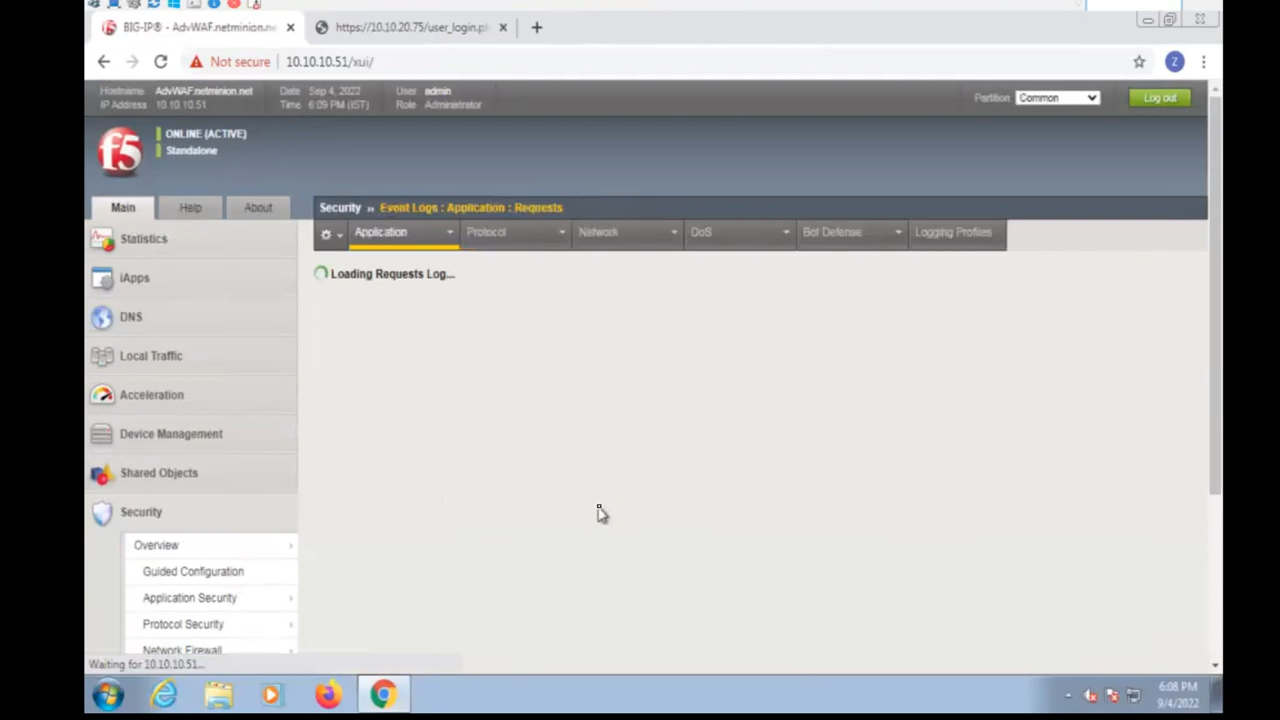 BIG-IP® - AdvWAF.netminion.ne
https://10.10.20.75/user_login.p
Not secure 10.10.10.51/xui/
Z
Hostname AdvWAF.netminion.net Date Sep 4, 2022 User admin
IP Address 10.10.10.51 Time 6:09 PM (IST) Role Administrator
Partition: Common Log out
f5
ONLINE (ACTIVE)
Standalone
Main Help About
Security » Event Logs : Application : Requests
Application Protocol Network DoS Bot Defense Logging Profiles
Loading Requests Log...
Statistics
iApps
DNS
Local Traffic
Acceleration
Device Management
Shared Objects
Security
Overview
Guided Configuration
Application Security
Protocol Security
Network Firewall
Waiting for 10.10.10.51...
6:08 PM
9/4/2022